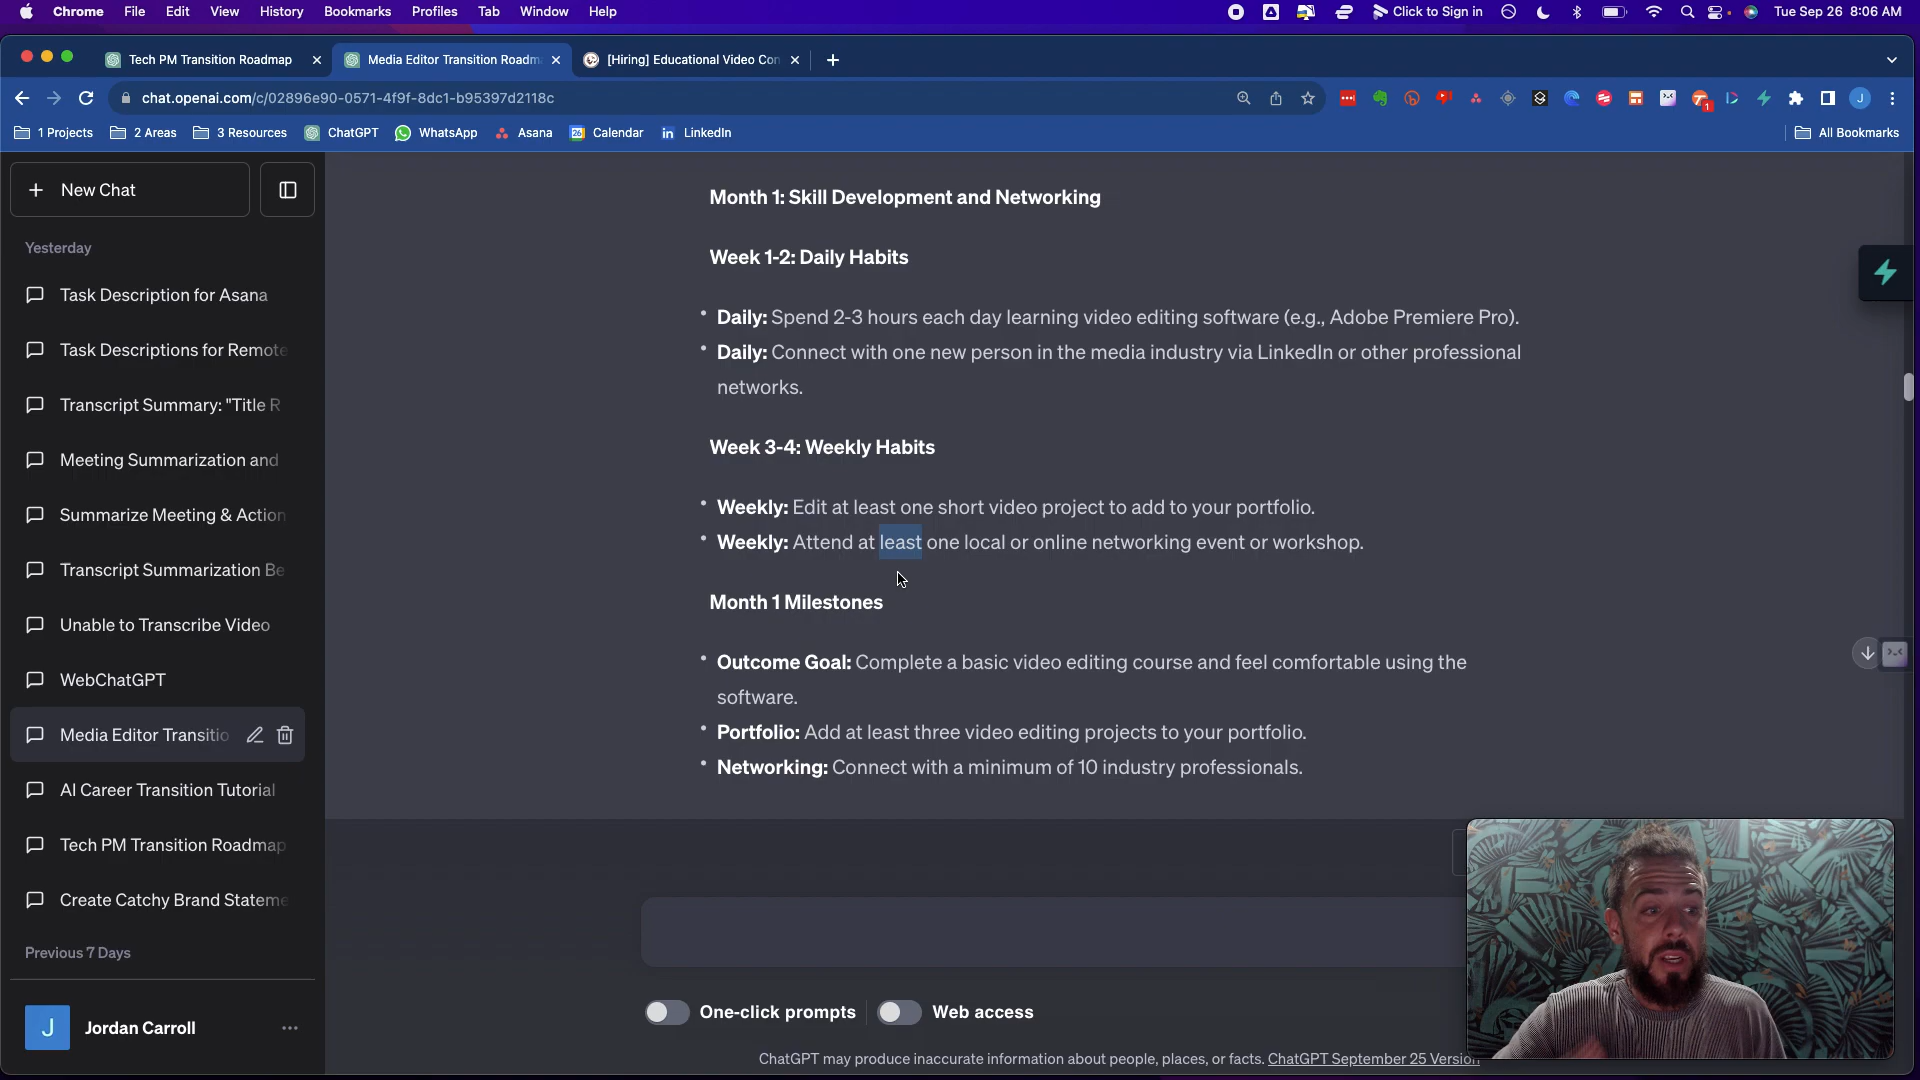 Chrome File Edit View History Bookmarks Profiles Tab Window Help Click to Sign in Tue Sep 26 8:06 AM
Tech PM Transition Roadmap Media Editor Transition Roadm [Hiring] Educational Video Con
chat.openai.com/c/02896e90-0571-4f9f-8dc1-b95397d2118c 1
1 Projects 2 Areas 3 Resources ChatGPT WhatsApp Asana 26 Calendar in LinkedIn All Bookmarks
New Chat
Yesterday
Task Description for Asana
Task Descriptions for Remote
Transcript Summary: "Title R
Meeting Summarization and
Summarize Meeting & Action
Transcript Summarization Be
Unable to Transcribe Video
WebChatGPT
Media Editor Transitio
AI Career Transition Tutorial
Tech PM Transition Roadmap
Create Catchy Brand Stateme
Previous 7 Days
J Jordan Carroll
Month 1: Skill Development and Networking
Week 1-2: Daily Habits
• Daily: Spend 2-3 hours each day learning video editing software (e.g., Adobe Premiere Pro).
• Daily: Connect with one new person in the media industry via LinkedIn or other professional
networks.
Week 3-4: Weekly Habits
• Weekly: Edit at least one short video project to add to your portfolio.
• Weekly: Attend at least one local or online networking event or workshop.
Month 1 Milestones
• Outcome Goal: Complete a basic video editing course and feel comfortable using the
software.
• Portfolio: Add at least three video editing projects to your portfolio.
• Networking: Connect with a minimum of 10 industry professionals.
One-click prompts Web access
ChatGPT may produce inaccurate information about people, places, or facts. ChatGPT September 25 Version